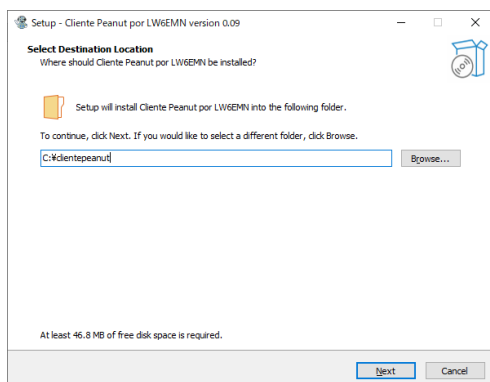 Setup - Cliente Peanut por LW6EMN version 0.09
Select Destination Location
Where should Cliente Peanut por LW6EMN be installed?
Setup will install Cliente Peanut por LW6EMN into the following folder.
To continue, click Next. If you would like to select a different folder, click Browse.
C:¥clientepeanut
Browse...
At least 46.8 MB of free disk space is required.
Next
Cancel